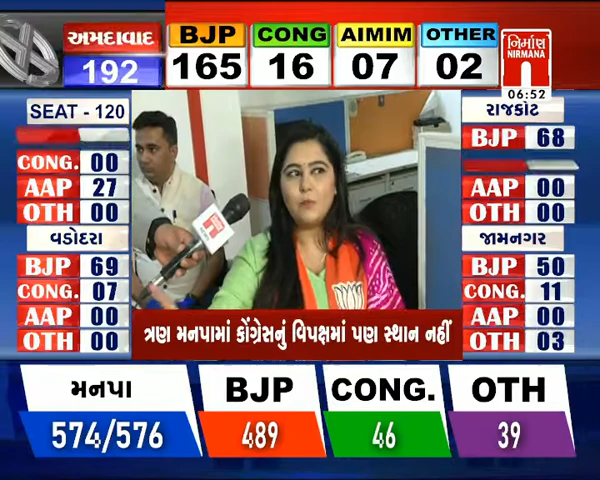 અમદાવાદ
192
BJP CONG AIMIM OTHER
165 16 07 02
નિર્માણ
NIRMANA
06:52
SEAT - 120
CONG. 00
AAP 27
OTH 00
વડોદરા
BJP 69
CONG. 07
AAP 00
OTH 00
રાજકોટ
BJP 68
AAP 00
OTH 00
જામનગર
BJP 50
CONG. 11
AAP 00
OTH 03
ત્રણ મનપામાં કોંગ્રેસનું વિપક્ષમાં પણ સ્થાન નહીં
મનપા BJP CONG. OTH
574/576 489 46 39